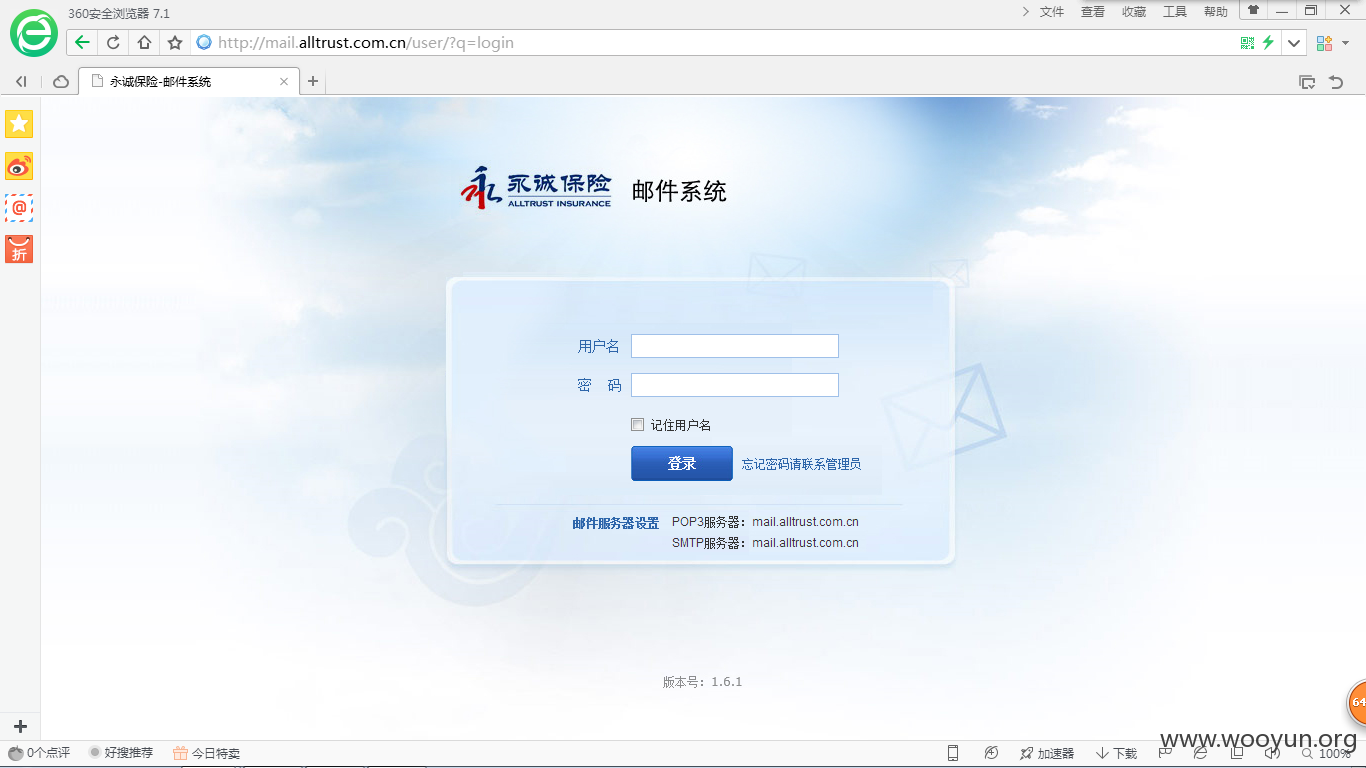 360安全浏览器 7.1
文件 查看 收藏 工具 帮助
http://mail.alltrust.com.cn/user/?q=login
永诚保险-邮件系统
折
永诚保险 邮件系统
ALLTRUST INSURANCE
用户名
密 码
记住用户名
登录 忘记密码请联系管理员
邮件服务器设置 POP3服务器：mail.alltrust.com.cn
SMTP服务器：mail.alltrust.com.cn
版本号：1.6.1
64
www.wooyun.org
0个点评 好搜推荐 今日特卖 加速器 下载 100%